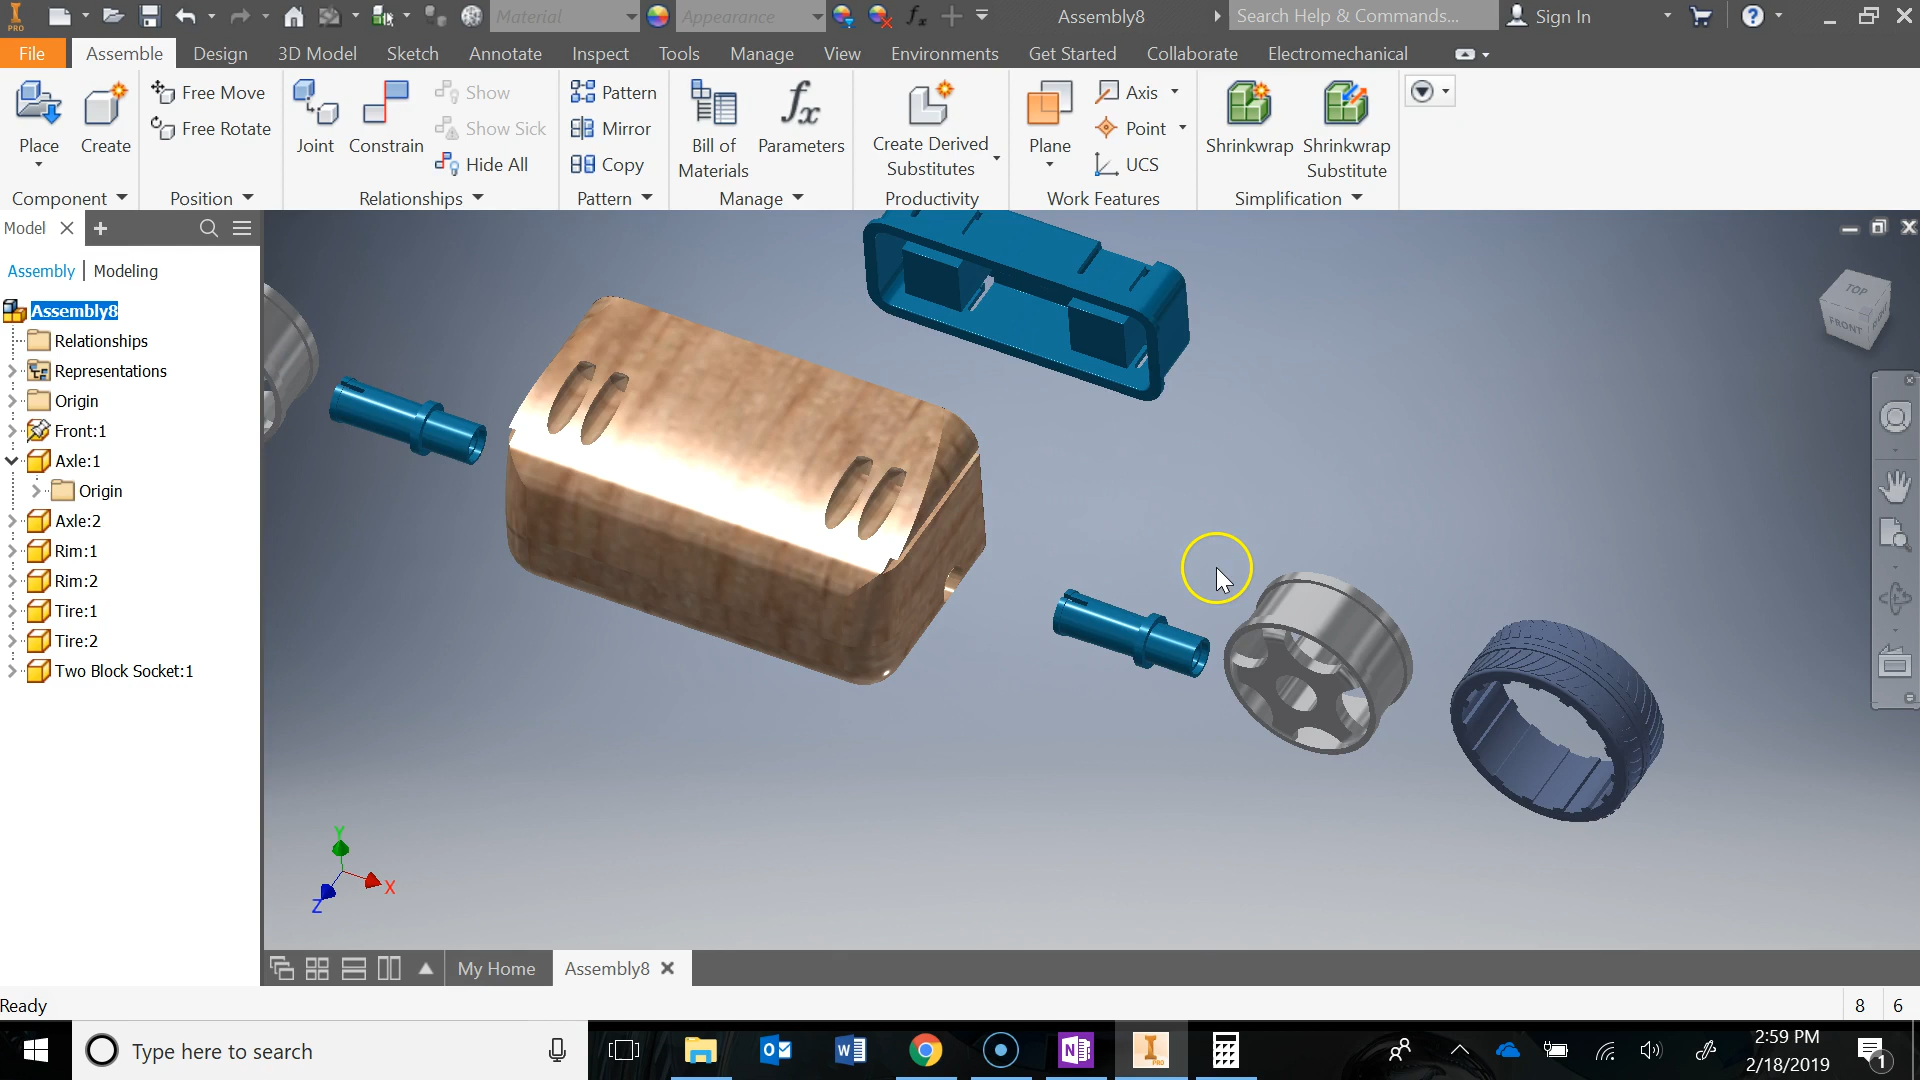 PRO
Material
Appearance
Assembly8
Search Help & Commands...
Sign In
File
Assemble
Design
3D Model
Sketch
Annotate
Inspect
Tools
Manage
View
Environments
Get Started
Collaborate
Electromechanical
Place
Create
Free Move
Free Rotate
Joint
Constrain
Show
Show Sick
Hide All
Pattern
Mirror
Copy
Bill of
Materials
Parameters
Create Derived
Substitutes
Plane
Axis
Point
UCS
Shrinkwrap
Shrinkwrap
Substitute
Component
Position
Relationships
Pattern
Manage
Productivity
Work Features
Simplification
Model
Assembly
Modeling
Assembly8
Relationships
Representations
Origin
Front:1
Axle:1
Origin
Axle:2
Rim:1
Rim:2
Tire:1
Tire:2
Two Block Socket:1
TOP
FRONT
Y
X
Z
My Home
Assembly8
Ready
8 6
Type here to search
PRO
2:59 PM
2/18/2019
1